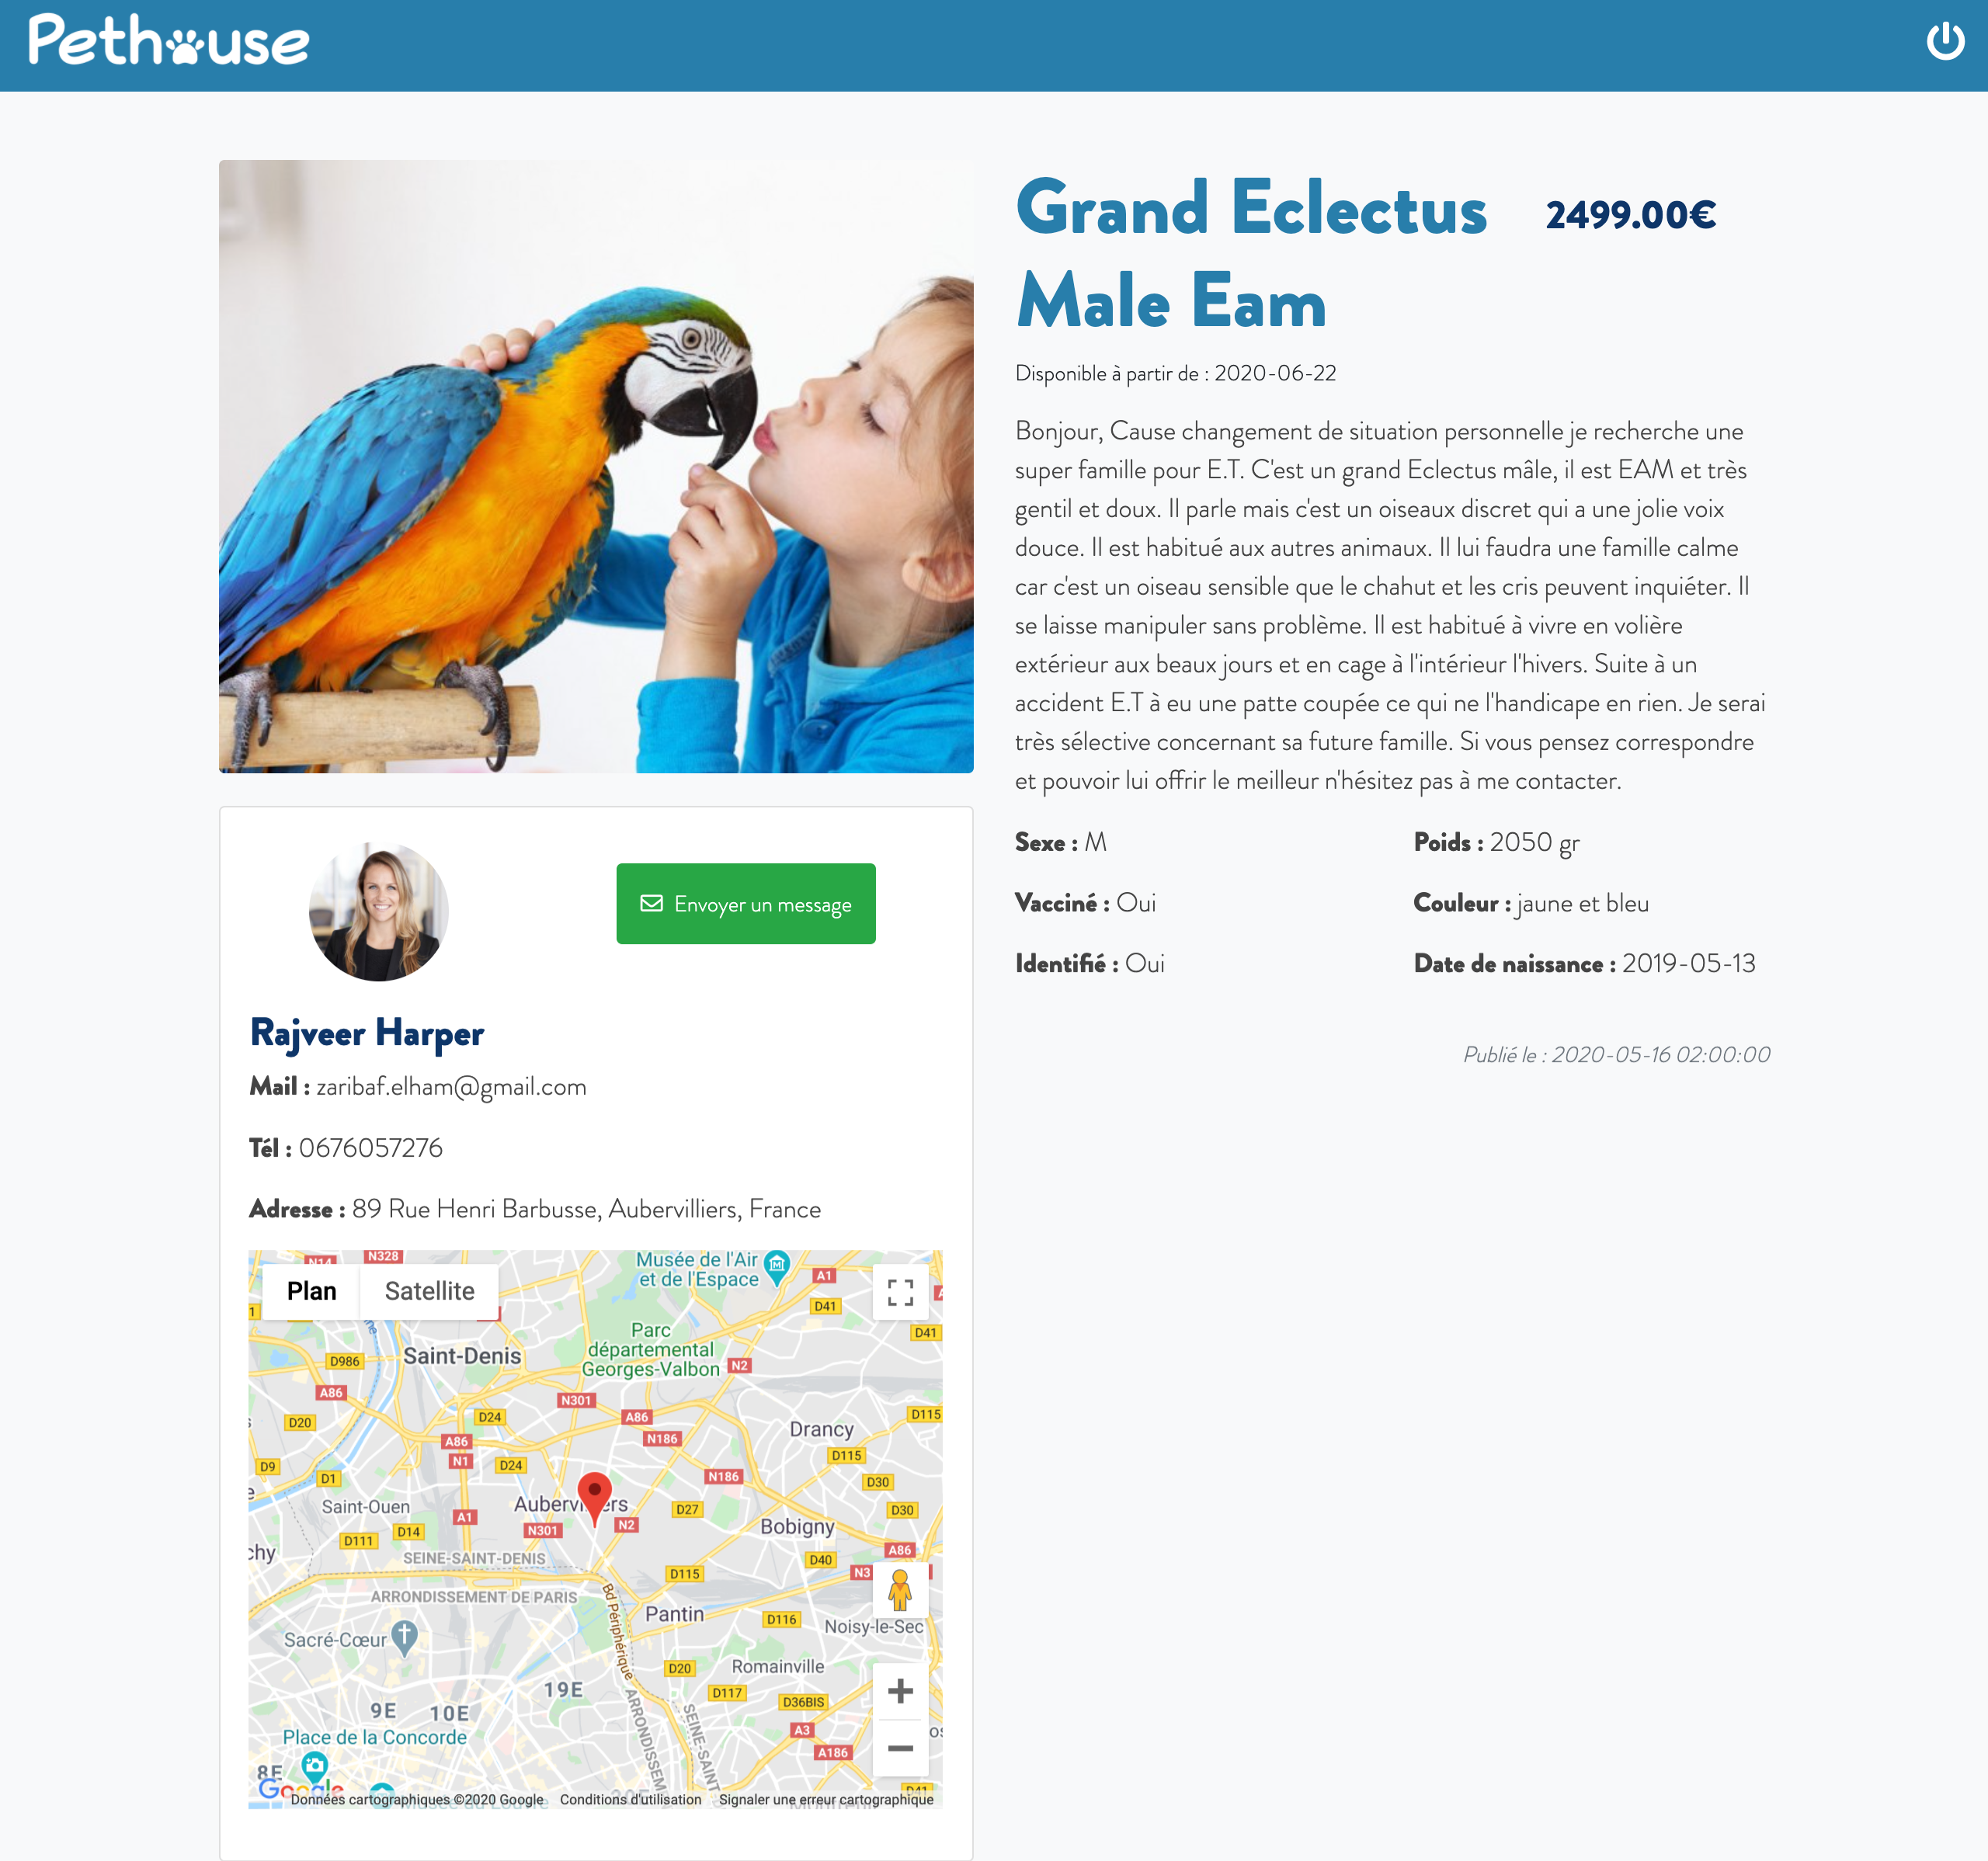 Pethouse
Grand Eclectus
Male Eam
2499.00€
Disponible à partir de : 2020-06-22
Bonjour, Cause changement de situation personnelle je recherche une
super famille pour E.T. C'est un grand Eclectus mâle, il est EAM et très
gentil et doux. Il parle mais c'est un oiseaux discret qui a une jolie voix
douce. Il est habitué aux autres animaux. Il lui faudra une famille calme
car c'est un oiseau sensible que le chahut et les cris peuvent inquiéter. Il
se laisse manipuler sans problème. Il est habitué à vivre en volière
extérieur aux beaux jours et en cage à l'intérieur l'hivers. Suite à un
accident E.T à eu une patte coupée ce qui ne l'handicape en rien. Je serai
très sélective concernant sa future famille. Si vous pensez correspondre
et pouvoir lui offrir le meilleur n'hésitez pas à me contacter.
Sexe : M
Poids : 2050 gr
Vacciné : Oui
Couleur : jaune et bleu
Identifié : Oui
Date de naissance : 2019-05-13
Publié le : 2020-05-16 02:00:00
Envoyer un message
Rajveer Harper
Mail : zaribaf.elham@gmail.com
Tél : 0676057276
Adresse : 89 Rue Henri Barbusse, Aubervilliers, France
N14
N328
Musée de l'Air
et de l'Espace
A1
Plan
Satellite
D41
D41
Parc
départemental
Georges-Valbon
N2
D986
Saint-Denis
A86
N301
D20
D24
A86
D115
Drancy
A86
N186
N1
D24
D115
D9
D1
N186
D30
Saint-Ouen
Aubervilliers
D27
D30
A1
N301
N2
Bobigny
D111
D14
A86
SEINE-SAINT-DENIS
D40
D115
N3
ARRONDISSEMENT DE PARIS
Bd Périphérique
Pantin
D116
Noisy-le-Sec
Sacré-Cœur
D20
Romainville
19E
D117
D36BIS
9E
10E
A3
Place de la Concorde
A186
8E
D41
Google
Données cartographiques ©2020 Google
Conditions d'utilisation
Signaler une erreur cartographique